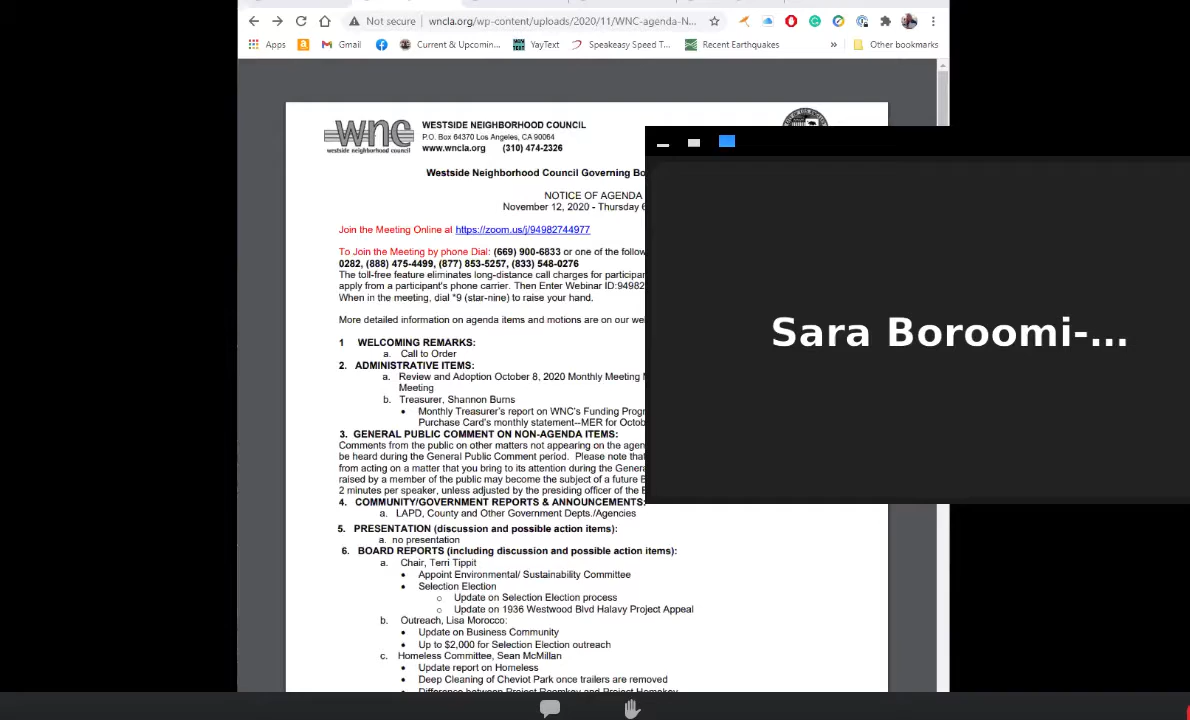 Not secure | wncla.org/wp-content/uploads/2020/11/WNC-agenda-N...
Apps Gmail Current & Upcomin... YayText Speakeasy Speed T... Recent Earthquakes » Other bookmarks
wnc
westside neighborhood council
WESTSIDE NEIGHBORHOOD COUNCIL
P.O. Box 64370 Los Angeles, CA 90064
www.wncla.org (310) 474-2326
Westside Neighborhood Council Governing Bo
NOTICE OF AGENDA
November 12, 2020 - Thursday 6
Join the Meeting Online at https://zoom.us/j/94982744977
To Join the Meeting by phone Dial: (669) 900-6833 or one of the follow
0282, (888) 475-4499, (877) 853-5257, (833) 548-0276
The toll-free feature eliminates long-distance call charges for participan
apply from a participant's phone carrier. Then Enter Webinar ID:94982
When in the meeting, dial *9 (star-nine) to raise your hand.
More detailed information on agenda items and motions are on our we
1 WELCOMING REMARKS:
a. Call to Order
2. ADMINISTRATIVE ITEMS:
a. Review and Adoption October 8, 2020 Monthly Meeting M
Meeting
b. Treasurer, Shannon Burns
• Monthly Treasurer's report on WNC's Funding Progr
Purchase Card's monthly statement--MER for Octob
3. GENERAL PUBLIC COMMENT ON NON-AGENDA ITEMS:
Comments from the public on other matters not appearing on the agen
be heard during the General Public Comment period. Please note that
from acting on a matter that you bring to its attention during the Genera
raised by a member of the public may become the subject of a future B
2 minutes per speaker, unless adjusted by the presiding officer of the B
4. COMMUNITY/GOVERNMENT REPORTS & ANNOUNCEMENTS:
a. LAPD, County and Other Government Depts./Agencies
5. PRESENTATION (discussion and possible action items):
a. no presentation
6. BOARD REPORTS (including discussion and possible action items):
a. Chair, Terri Tippit
• Appoint Environmental/ Sustainability Committee
• Selection Election
o Update on Selection Election process
o Update on 1936 Westwood Blvd Halavy Project Appeal
b. Outreach, Lisa Morocco:
• Update on Business Community
• Up to $2,000 for Selection Election outreach
c. Homeless Committee, Sean McMillan
• Update report on Homeless
• Deep Cleaning of Cheviot Park once trailers are removed
• Difference between Project Roomkey and Project Homekey
Sara Boroomi-...